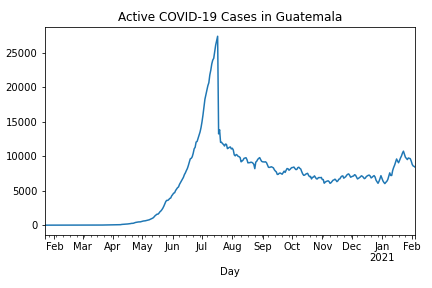 Active COVID-19 Cases in Guatemala
25000
20000
15000
10000
5000
0
Feb Mar Apr May Jun Jul Aug Sep Oct Nov Dec Jan Feb
2021
Day